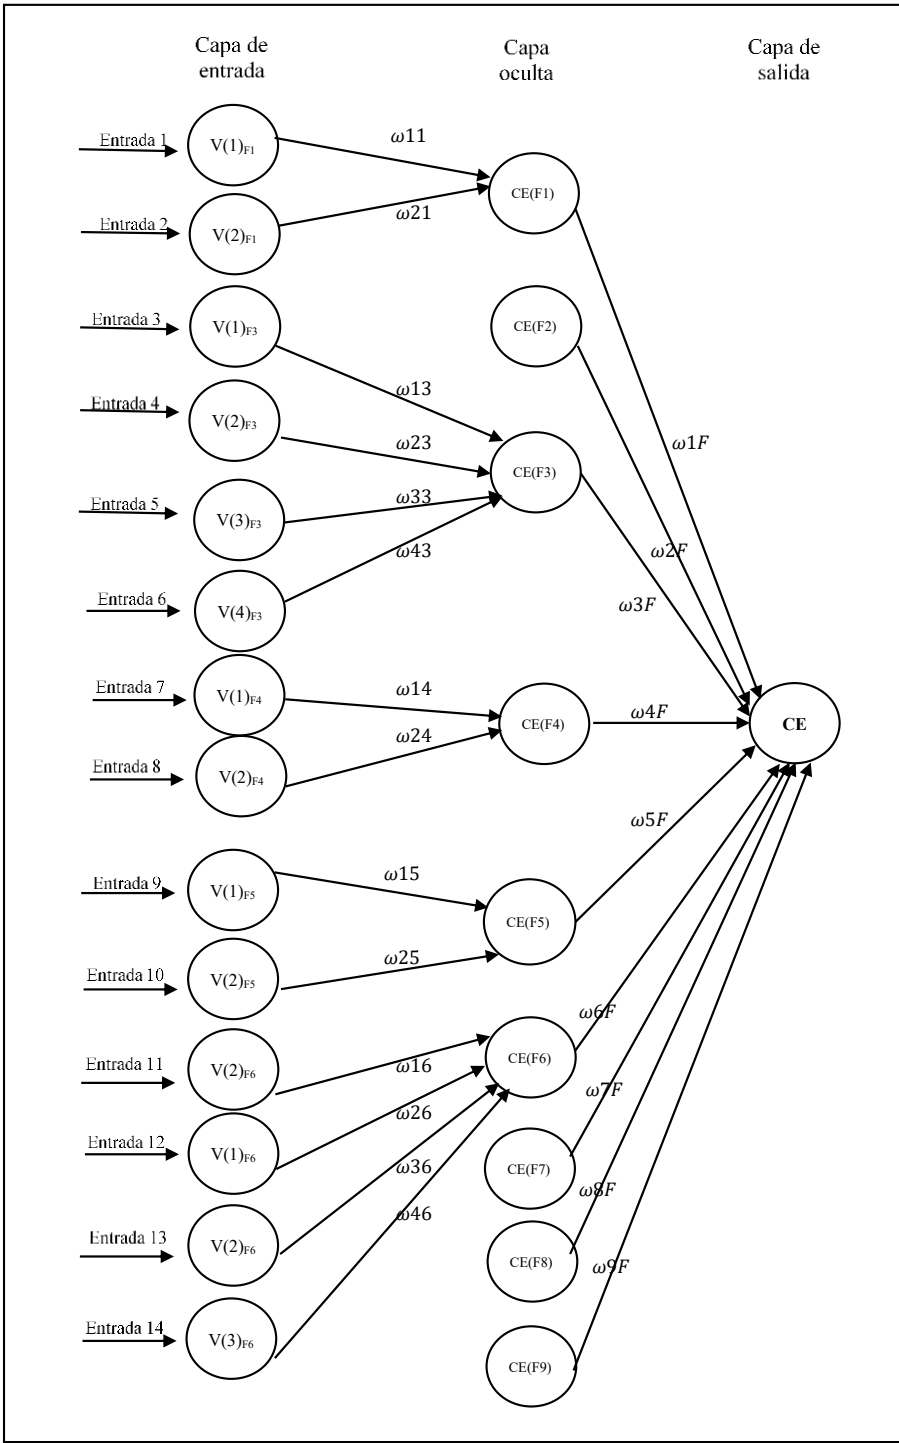 Capa de
entrada
Capa
oculta
Capa de
salida
Entrada 1
V(1)F1
ω11
CE(F1)
Entrada 2
V(2)F1
ω21
Entrada 3
V(1)F3
CE(F2)
ω13
Entrada 4
V(2)F3
ω23
CE(F3)
ω1F
Entrada 5
V(3)F3
ω33
ω43
ω2F
Entrada 6
V(4)F3
ω3F
Entrada 7
V(1)F4
ω14
CE(F4)
ω4F
CE
ω24
Entrada 8
V(2)F4
ω5F
Entrada 9
V(1)F5
ω15
CE(F5)
ω25
Entrada 10
V(2)F5
ω6F
Entrada 11
V(2)F6
ω16
CE(F6)
ω7F
ω26
Entrada 12
V(1)F6
ω36
CE(F7)
ω8F
ω46
Entrada 13
V(2)F6
CE(F8)
ω9F
Entrada 14
V(3)F6
CE(F9)